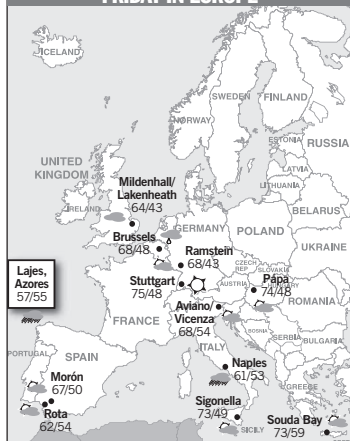 FRIDAY IN EUROPE
ICELAND
SWEDEN
FINLAND
NORWAY
ESTONIA
RUSSIA
LATVIA
LITHUANIA
UNITED
KINGDOM
Mildenhall/
Lakenheath
64/43
IRELAND
BELARUS
Brussels
68/48
GERMANY
POLAND
Ramstein
68/43
UKRAINE
Lajes,
Azores
57/55
Stuttgart
75/48
CZECH
REP
SLOVAKIA
AUSTRIA
Pápa
74/48
HUNGARY
FRANCE
Aviano/
Vicenza
68/54
ROMANIA
BOSNIA
SERBIA
BULGARIA
ITALY
PORTUGAL
SPAIN
Morón
67/50
Rota
62/54
Naples
61/53
GREECE
Sigonella
73/49
SICILY
Souda Bay
73/59